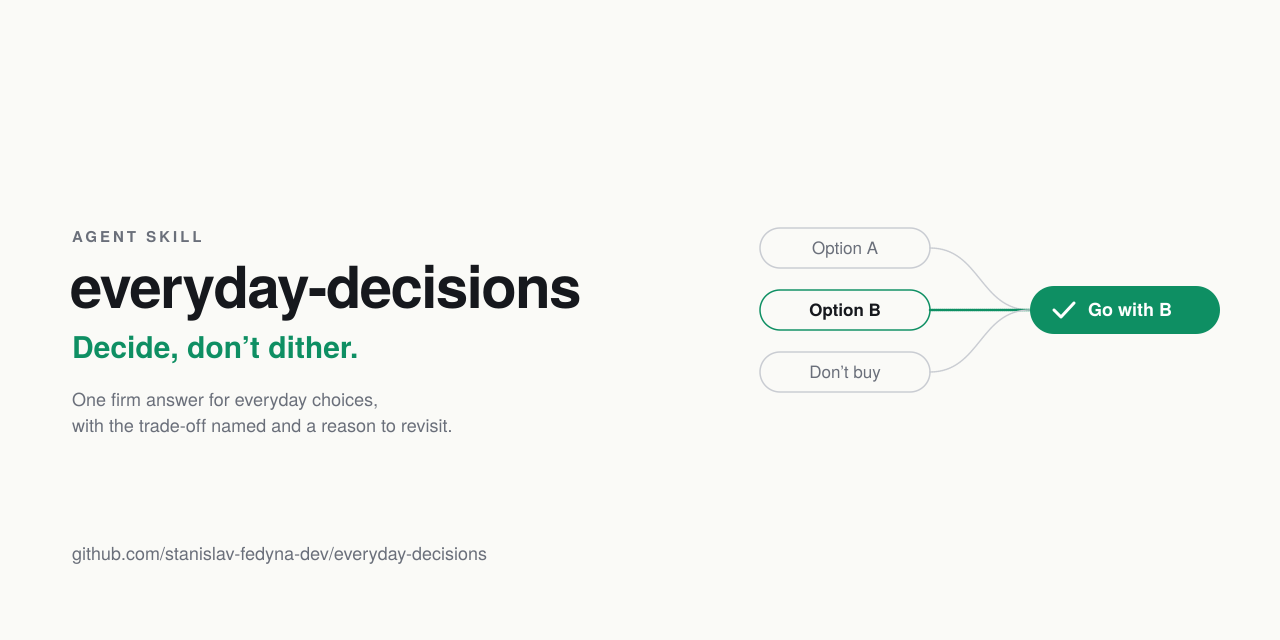 AGENT SKILL
everyday-decisions
Decide, don’t dither.
One firm answer for everyday choices,
with the trade-off named and a reason to revisit.
github.com/stanislav-fedyna-dev/everyday-decisions
Option A
Option B
Don’t buy
Go with B